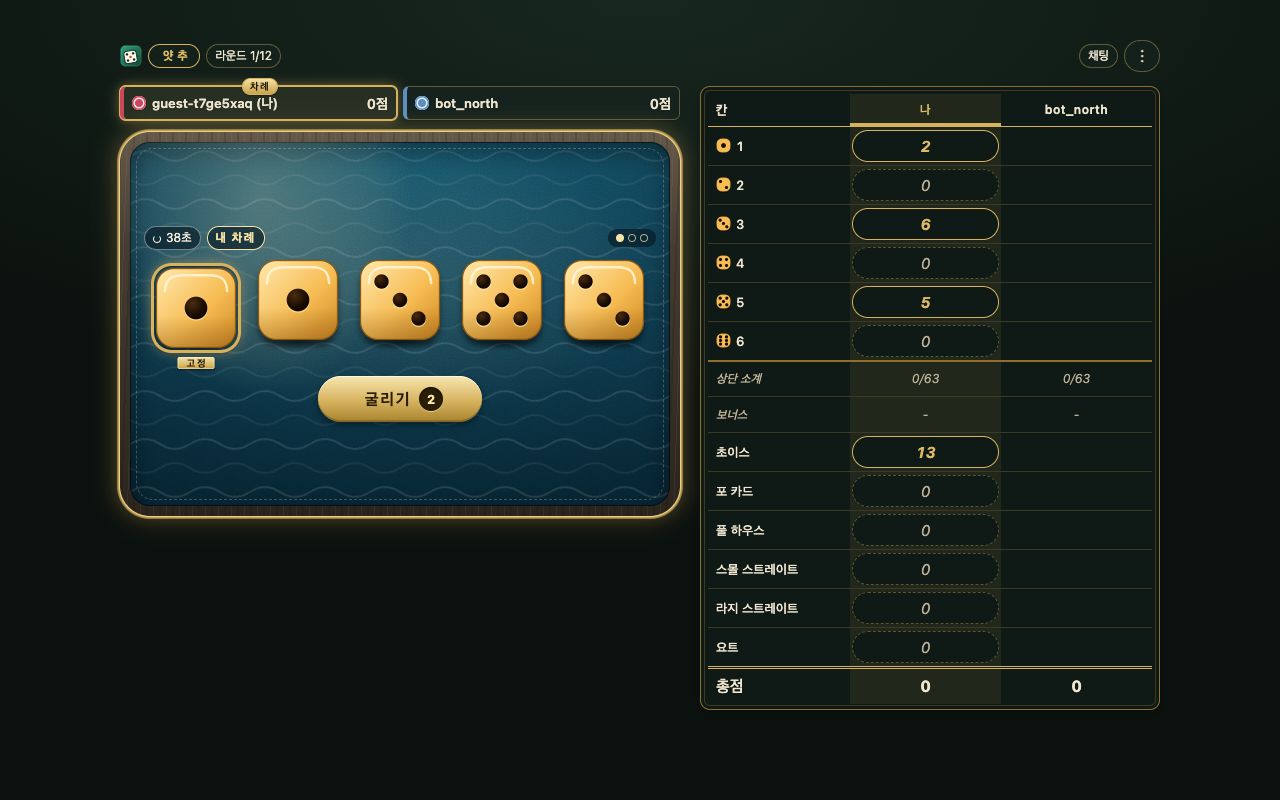 얏 추
라운드 1/12
채팅
차례
guest-t7ge5xaq (나)
0점
bot_north
0점
38초
내 차례
고정
굴리기 2
칸 나 bot_north
1 2
2 0
3 6
4 0
5 5
6 0
상단 소계 0/63 0/63
보너스 - -
초이스 13
포 카드 0
풀 하우스 0
스몰 스트레이트 0
라지 스트레이트 0
요트 0
총점 0 0